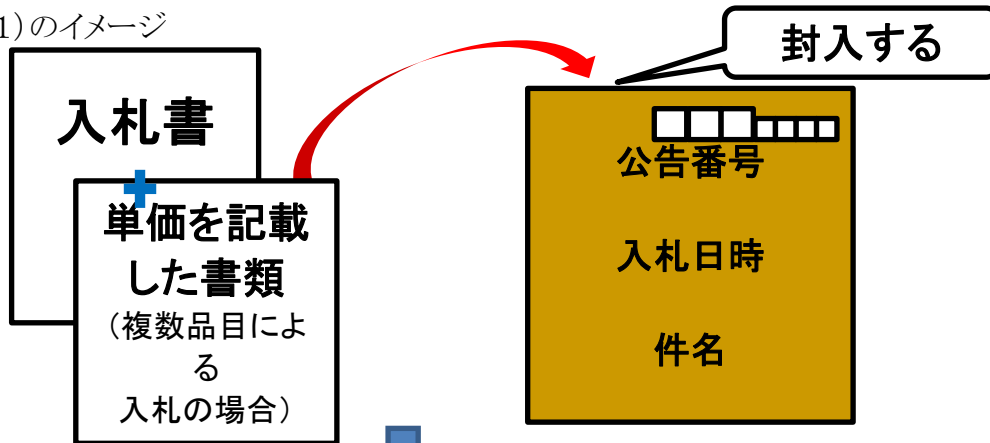 1)のイメージ
封入する
入札書
単価を記載
した書類
（複数品目によ
る
入札の場合）
公告番号
入札日時
件名